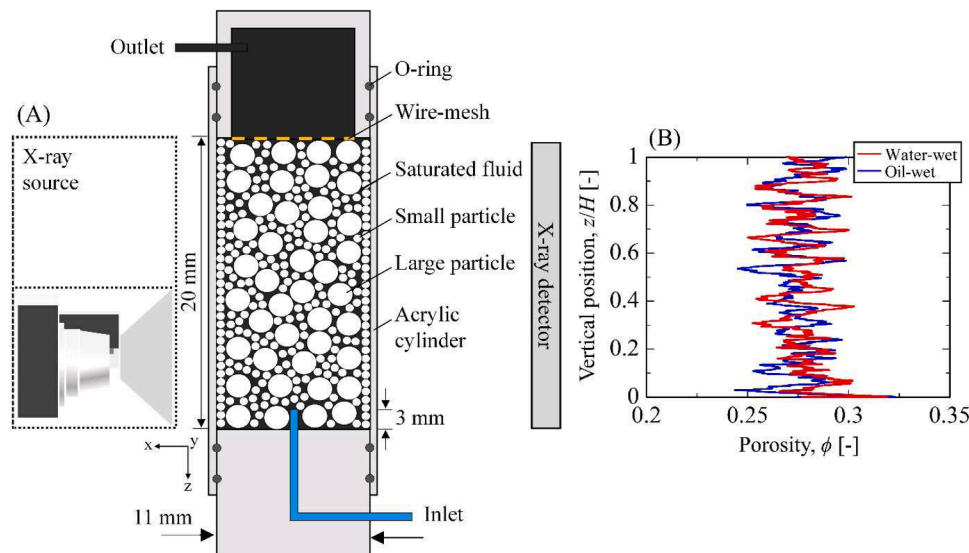 Outlet
O-ring
(A)
Wire-mesh
X-ray
source
Saturated fluid
Small particle
Large particle
Acrylic
cylinder
20 mm
3 mm
x
y
z
11 mm
Inlet
X-ray detector
(B)
Water-wet
Oil-wet
Vertical position, z/H [-]
1
0.8
0.6
0.4
0.2
0
0.2
0.25
0.3
0.35
Porosity, ϕ [-]